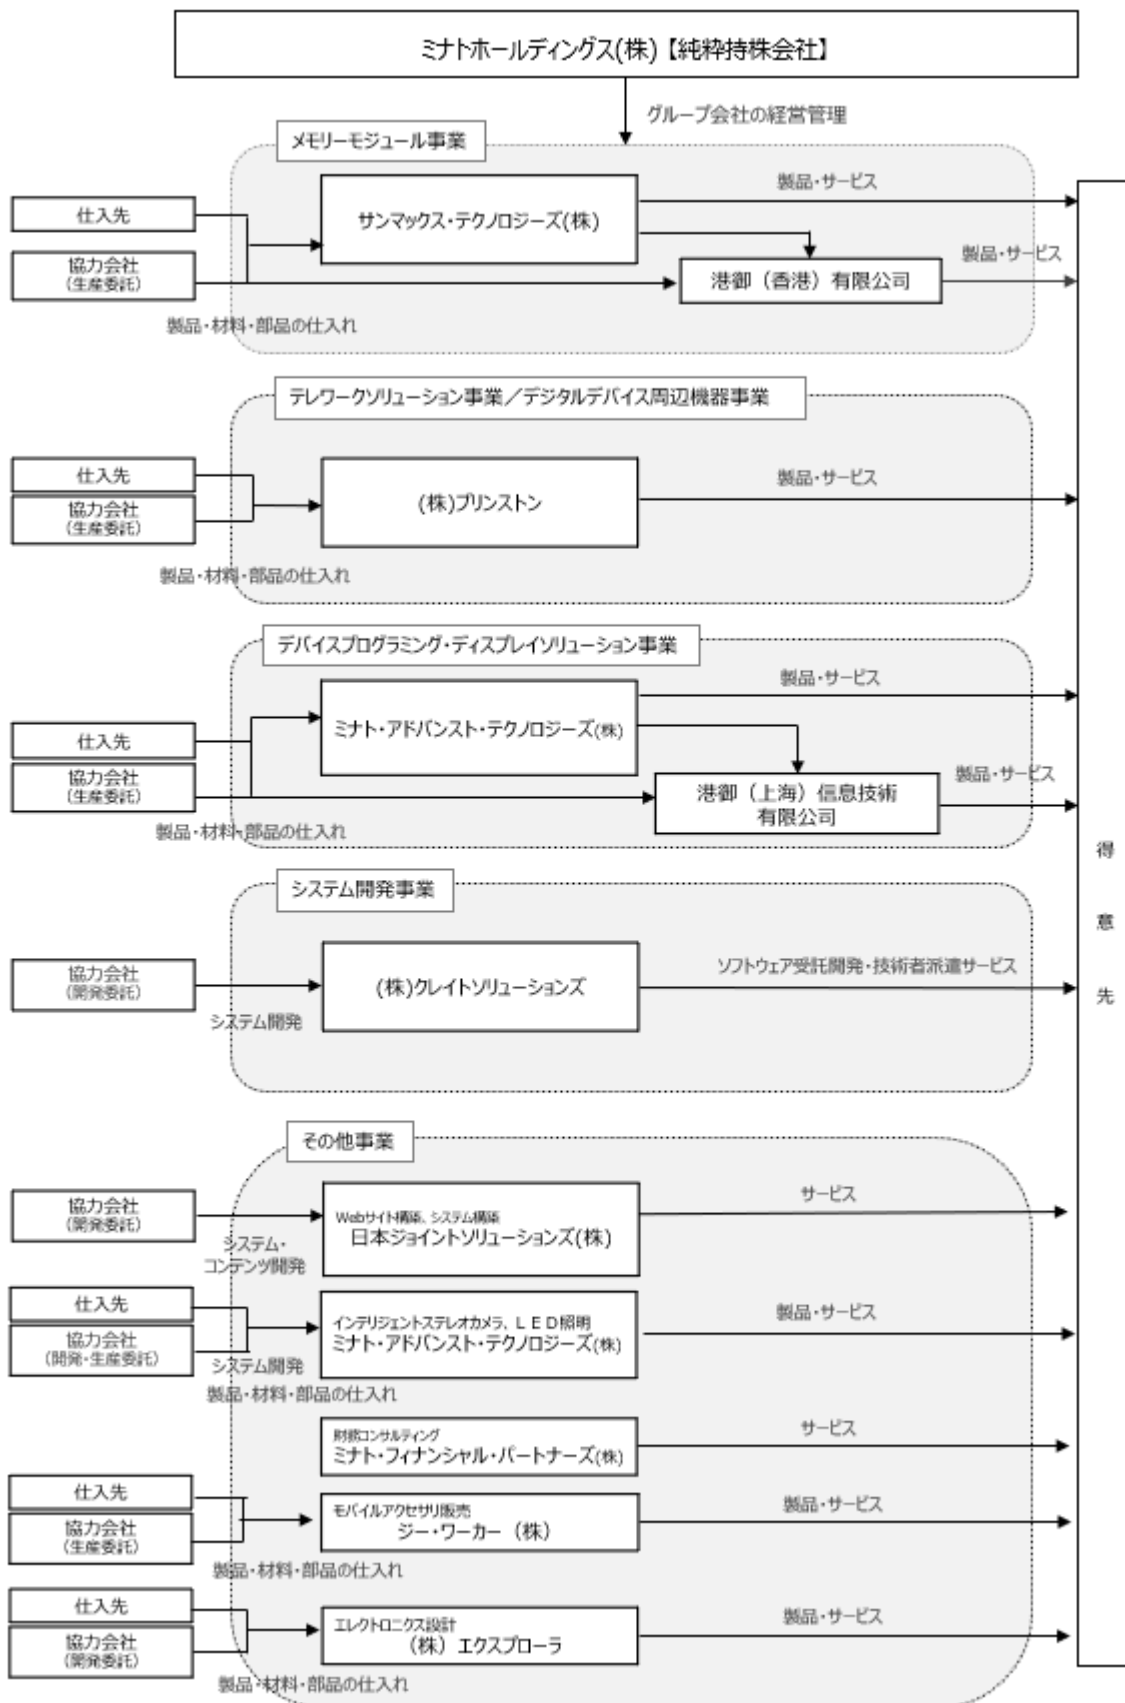 ミナトホールディングス(株)【純粋持株会社】
グループ会社の経営管理
メモリーモジュール事業
仕入先
協力会社
(生産委託)
製品・材料・部品の仕入れ
サンマックス・テクノロジーズ(株)
製品・サービス
港御（香港）有限公司
製品・サービス
テレワークソリューション事業／デジタルデバイス周辺機器事業
仕入先
協力会社
(生産委託)
製品・材料・部品の仕入れ
(株)プリンストン
製品・サービス
デバイスプログラミング・ディスプレイソリューション事業
仕入先
協力会社
(生産委託)
製品・材料・部品の仕入れ
ミナト・アドバンスト・テクノロジーズ(株)
製品・サービス
港御（上海）信息技術
有限公司
製品・サービス
システム開発事業
協力会社
(開発委託)
システム開発
(株)クレイトソリューションズ
ソフトウェア受託開発・技術者派遣サービス
その他事業
協力会社
(開発委託)
システム・
コンテンツ開発
Webサイト構築、システム構築
日本ジョイントソリューションズ(株)
サービス
仕入先
協力会社
(開発・生産委託)
システム開発
製品・材料・部品の仕入れ
インテリジェントステレオカメラ、ＬＥＤ照明
ミナト・アドバンスト・テクノロジーズ(株)
製品・サービス
財務コンサルティング
ミナト・フィナンシャル・パートナーズ(株)
サービス
仕入先
協力会社
(生産委託)
製品・材料・部品の仕入れ
モバイルアクセサリ販売
ジー・ワーカー（株）
製品・サービス
仕入先
協力会社
(開発委託)
製品・材料・部品の仕入れ
エレクトロニクス設計
（株）エクスプローラ
製品・サービス
得意先